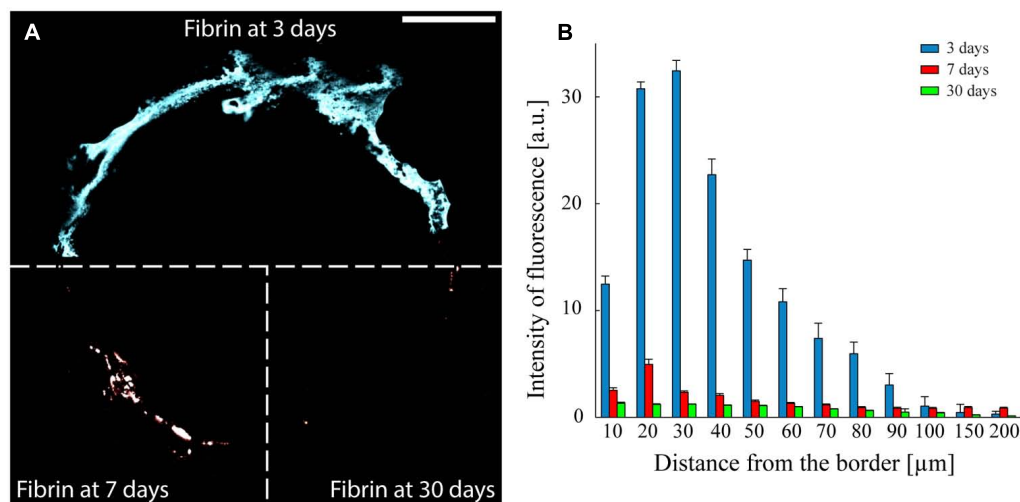 A
Fibrin at 3 days
Fibrin at 7 days
Fibrin at 30 days
B
3 days
7 days
30 days
Intensity of fluorescence [a.u.]
30
20
10
0
10 20 30 40 50 60 70 80 90 100 150 200
Distance from the border [µm]